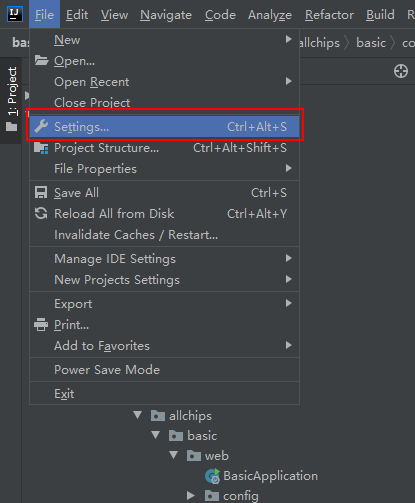 IJ File Edit View Navigate Code Analyze Refactor Build R
bas allchips basic co
1: Project
New
Open...
Open Recent
Close Project
Settings... Ctrl+Alt+S
Project Structure... Ctrl+Alt+Shift+S
File Properties
Save All Ctrl+S
Reload All from Disk Ctrl+Alt+Y
Invalidate Caches / Restart...
Manage IDE Settings
New Projects Settings
Export
Print...
Add to Favorites
Power Save Mode
Exit
allchips
basic
web
BasicApplication
config